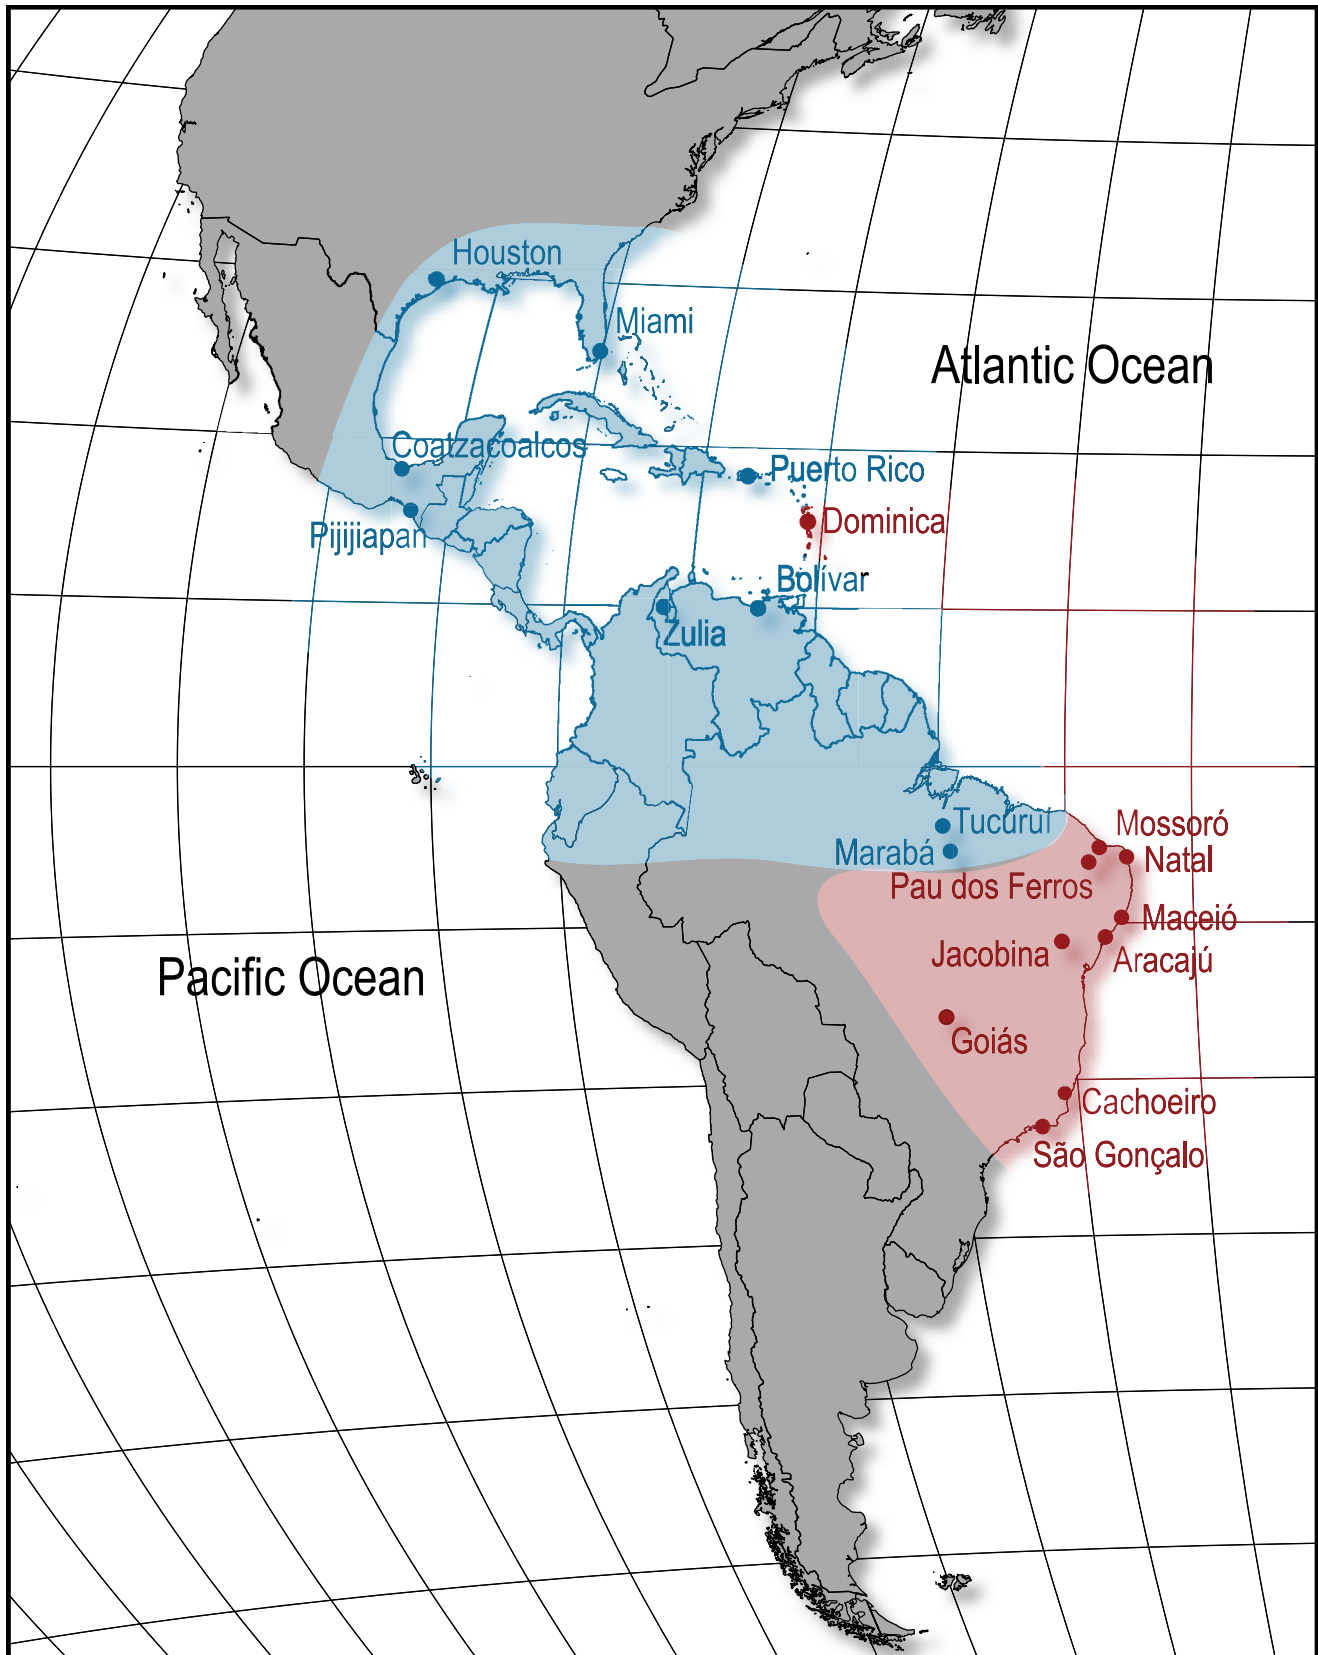 Houston
Miami
Atlantic Ocean
Coatzacoalcos
Puerto Rico
Dominica
Pijijiapan
Bolívar
Zulia
Tucuruí
Mossoró
Marabá
Natal
Pau dos Ferros
Maceió
Jacobina
Aracajú
Pacific Ocean
Goiás
Cachoeiro
São Gonçalo